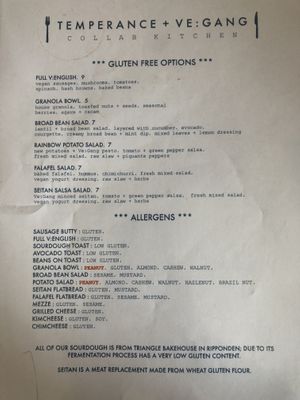 TEMPERANCE + VE:GANG
COLLAB KITCHEN
*** GLUTEN FREE OPTIONS ***
FULL V:ENGLISH. 9
vegan sausages, mushrooms, tomatoes,
spinach, hash browns, baked beans
GRANOLA BOWL. 5
house granola, toasted nuts + seeds, seasonal
berries, agave + cacao
BROAD BEAN SALAD. 7
lentil + broad bean salad, layered with cucumber, avocado,
courgette, creamy broad bean + mint dip, mixed leaves + lemon dressing
RAINBOW POTATO SALAD. 7
new potatoes + Ve:Gang pesto, tomato + green pepper salsa,
fresh mixed salad, raw slaw + piquante peppers
FALAFEL SALAD. 7
baked falafel, hummus, chimichurri, fresh mixed salad,
vegan yogurt dressing, raw slaw + herbs
SEITAN SALSA SALAD. 7
Ve:Gang minced seitan, tomato + green pepper salsa, fresh mixed salad,
vegan yogurt dressing, raw slaw + herbs
*** ALLERGENS ***
SAUSAGE BUTTY : GLUTEN.
FULL V:ENGLISH : GLUTEN.
SOURDOUGH TOAST : LOW GLUTEN.
AVOCADO TOAST : LOW GLUTEN.
BEANS ON TOAST : LOW GLUTEN.
GRANOLA BOWL : PEANUT, GLUTEN, ALMOND, CASHEW, WALNUT.
BROAD BEAN SALAD : SESAME, MUSTARD.
POTATO SALAD : PEANUT, ALMOND, CASHEW, WALNUT, HAZELNUT, BRAZIL NUT.
SEITAN FLATBREAD : GLUTEN, MUSTARD.
FALAFEL FLATBREAD : GLUTEN, SESAME, MUSTARD.
MEZZE : GLUTEN, SESAME.
GRILLED CHEESE : GLUTEN.
KIMCHEESE : GLUTEN, SOY.
CHIMCHEESE : GLUTEN.
ALL OF OUR SOURDOUGH IS FROM TRIANGLE BAKEHOUSE IN RIPPONDEN; DUE TO ITS
FERMENTATION PROCESS HAS A VERY LOW GLUTEN CONTENT.
SEITAN IS A MEAT REPLACEMENT MADE FROM WHEAT GLUTEN FLOUR.